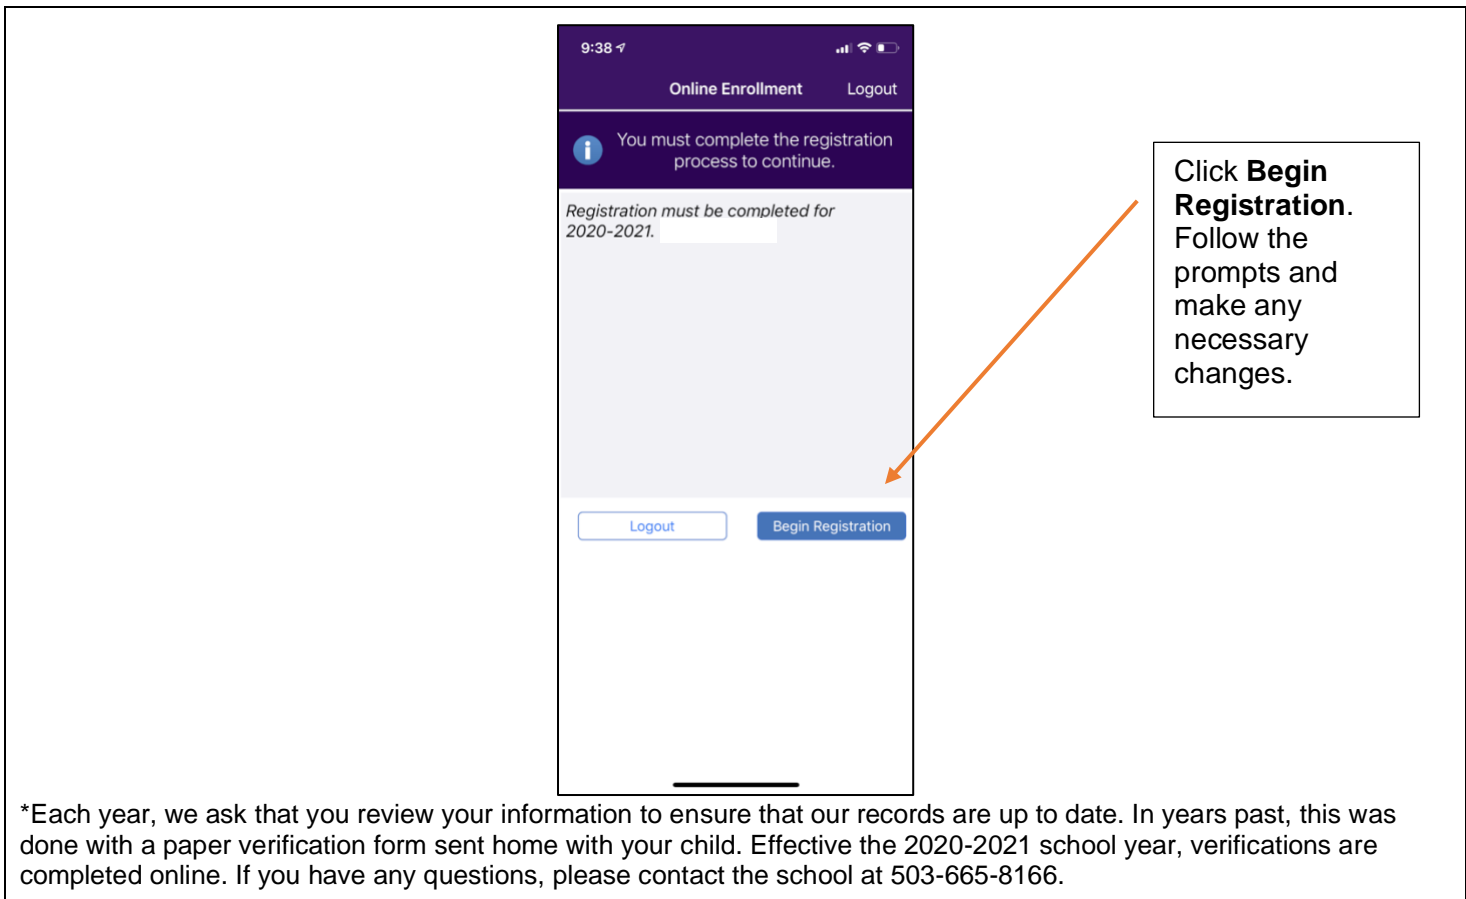 9:38
Online Enrollment Logout
You must complete the registration
process to continue.
Registration must be completed for
2020-2021.
Logout Begin Registration
Click Begin
Registration.
Follow the
prompts and
make any
necessary
changes.
*Each year, we ask that you review your information to ensure that our records are up to date. In years past, this was
done with a paper verification form sent home with your child. Effective the 2020-2021 school year, verifications are
completed online. If you have any questions, please contact the school at 503-665-8166.